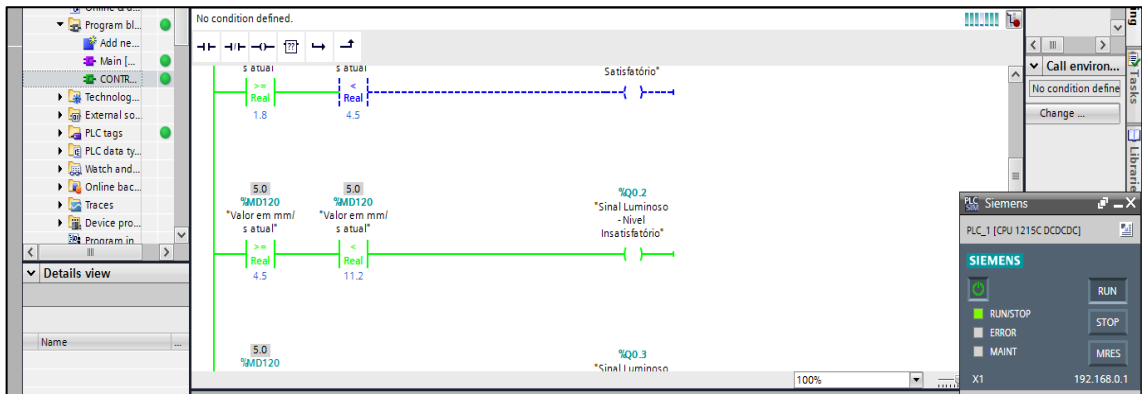 Program bl...
Add ne...
Main [...
CONTR...
Technolog...
External so...
PLC tags
PLC data ty...
Watch and...
Online bac...
Traces
Device pro...
Program in
Details view
Name
...
No condition defined.
??
s atual"
s atual"
Satisfatório"
>=
Real
1.8
<
Real
4.5
5.0
%MD120
"Valor em mm/
s atual"
>=
Real
4.5
5.0
%MD120
"Valor em mm/
s atual"
<
Real
11.2
%Q0.2
"Sinal Luminoso
- Nivel
Insatisfatório"
5.0
%MD120
%Q0.3
"Sinal Luminoso
100%
Call environ...
No condition define
Change ...
Tasks
Libraries
PLC SIM
Siemens
PLC_1 [CPU 1215C DCDCDC]
SIEMENS
RUN
RUN/STOP
STOP
ERROR
MAINT
MRES
X1
192.168.0.1